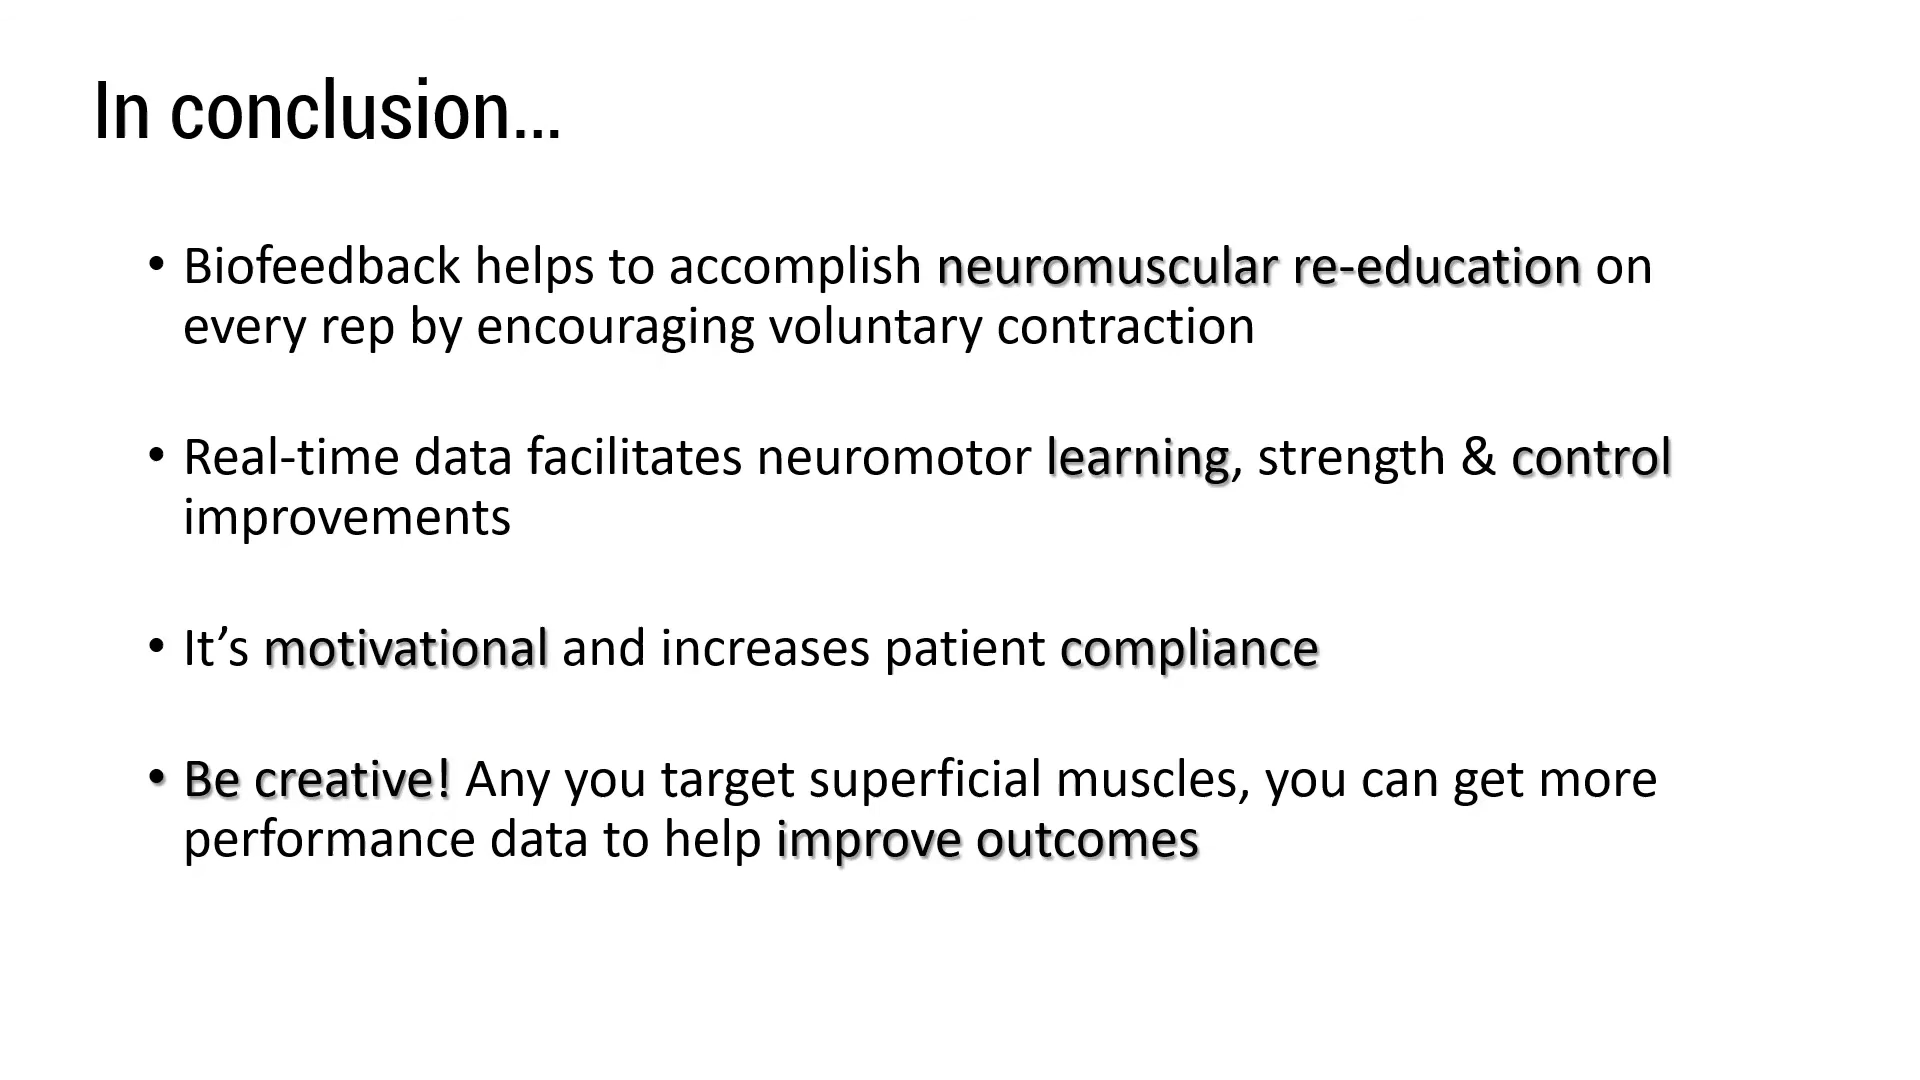 In conclusion...
• Biofeedback helps to accomplish neuromuscular re-education on
every rep by encouraging voluntary contraction
• Real-time data facilitates neuromotor learning, strength & control
improvements
• It’s motivational and increases patient compliance
• Be creative! Any you target superficial muscles, you can get more
performance data to help improve outcomes